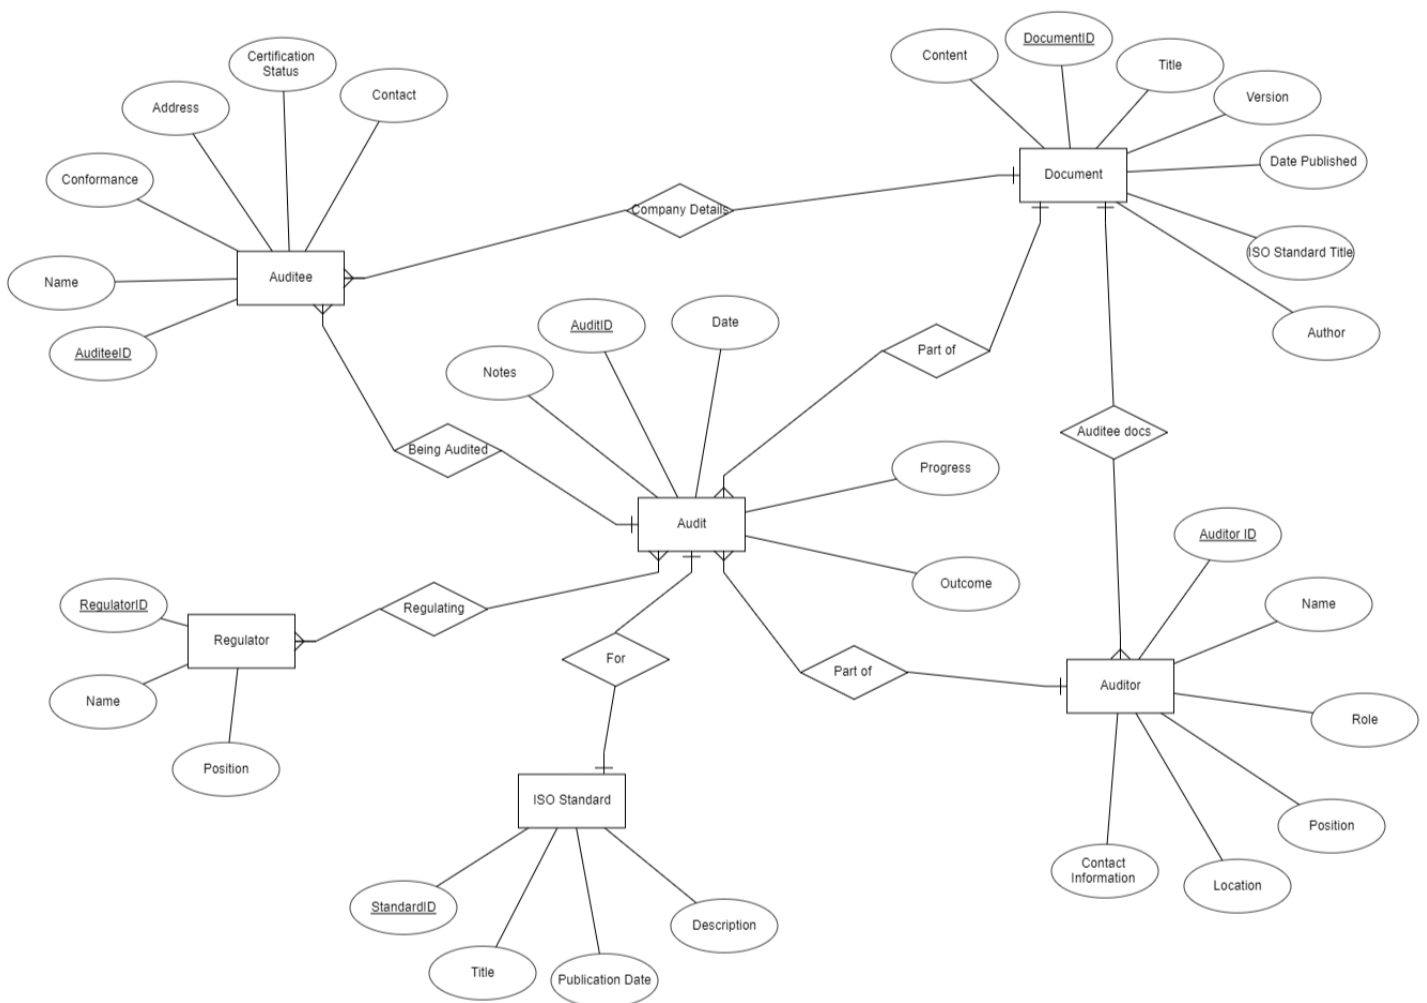 Certification
Status
Contact
Address
Conformance
Name
AuditeeID
Auditee
Company Details
Content
DocumentID
Title
Version
Date Published
ISO Standard Title
Author
Document
Being Audited
Notes
AuditID
Date
Part of
Auditee docs
Progress
Audit
Outcome
Regulating
RegulatorID
Regulator
Name
Position
For
Part of
Auditor ID
Name
Auditor
Role
Position
Location
Contact
Information
ISO Standard
StandardID
Title
Publication Date
Description